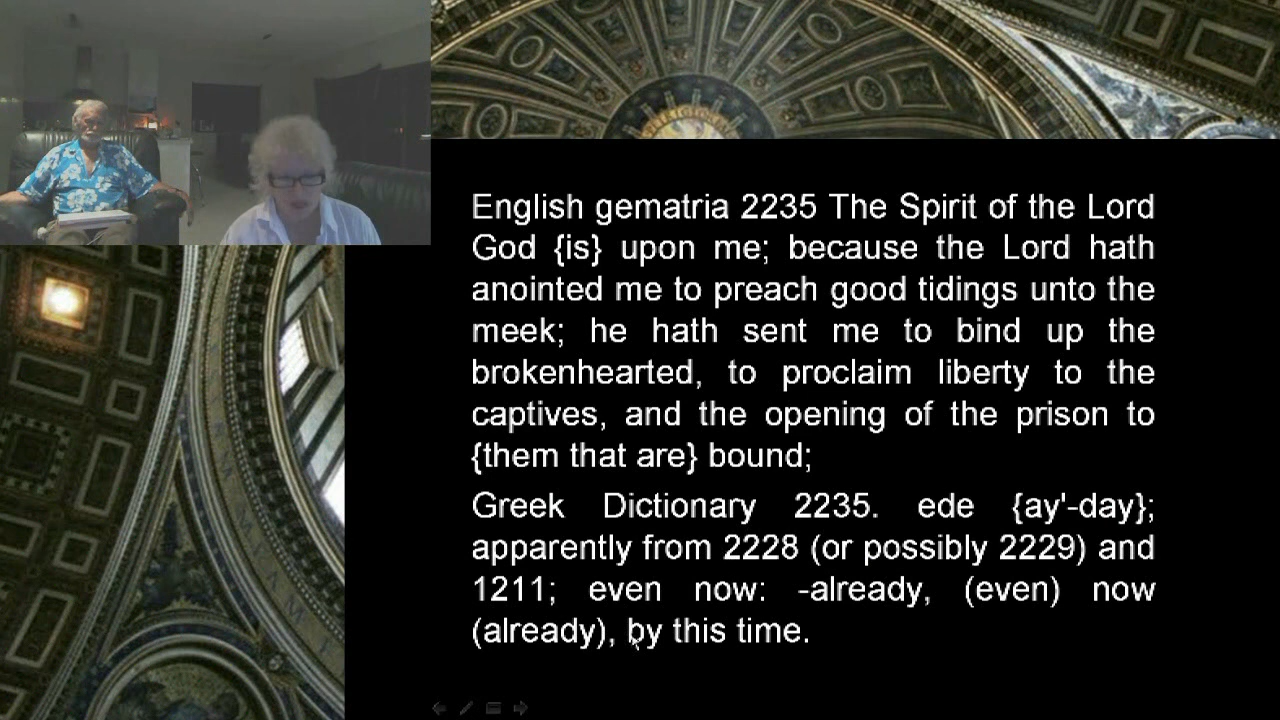 English gematria 2235 The Spirit of the Lord
God {is} upon me; because the Lord hath
anointed me to preach good tidings unto the
meek; he hath sent me to bind up the
brokenhearted, to proclaim liberty to the
captives, and the opening of the prison to
{them that are} bound;
Greek Dictionary 2235. ede {ay'-day};
apparently from 2228 (or possibly 2229) and
1211; even now: -already, (even) now
(already), by this time.